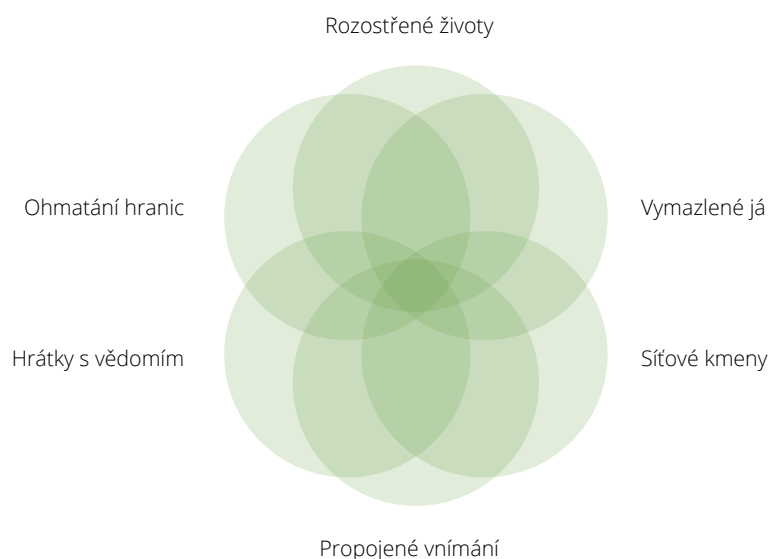 Rozostřené životy
Ohmatání hranic
Vymazlené já
Hrátky s vědomím
Síťové kmeny
Propojené vnímání